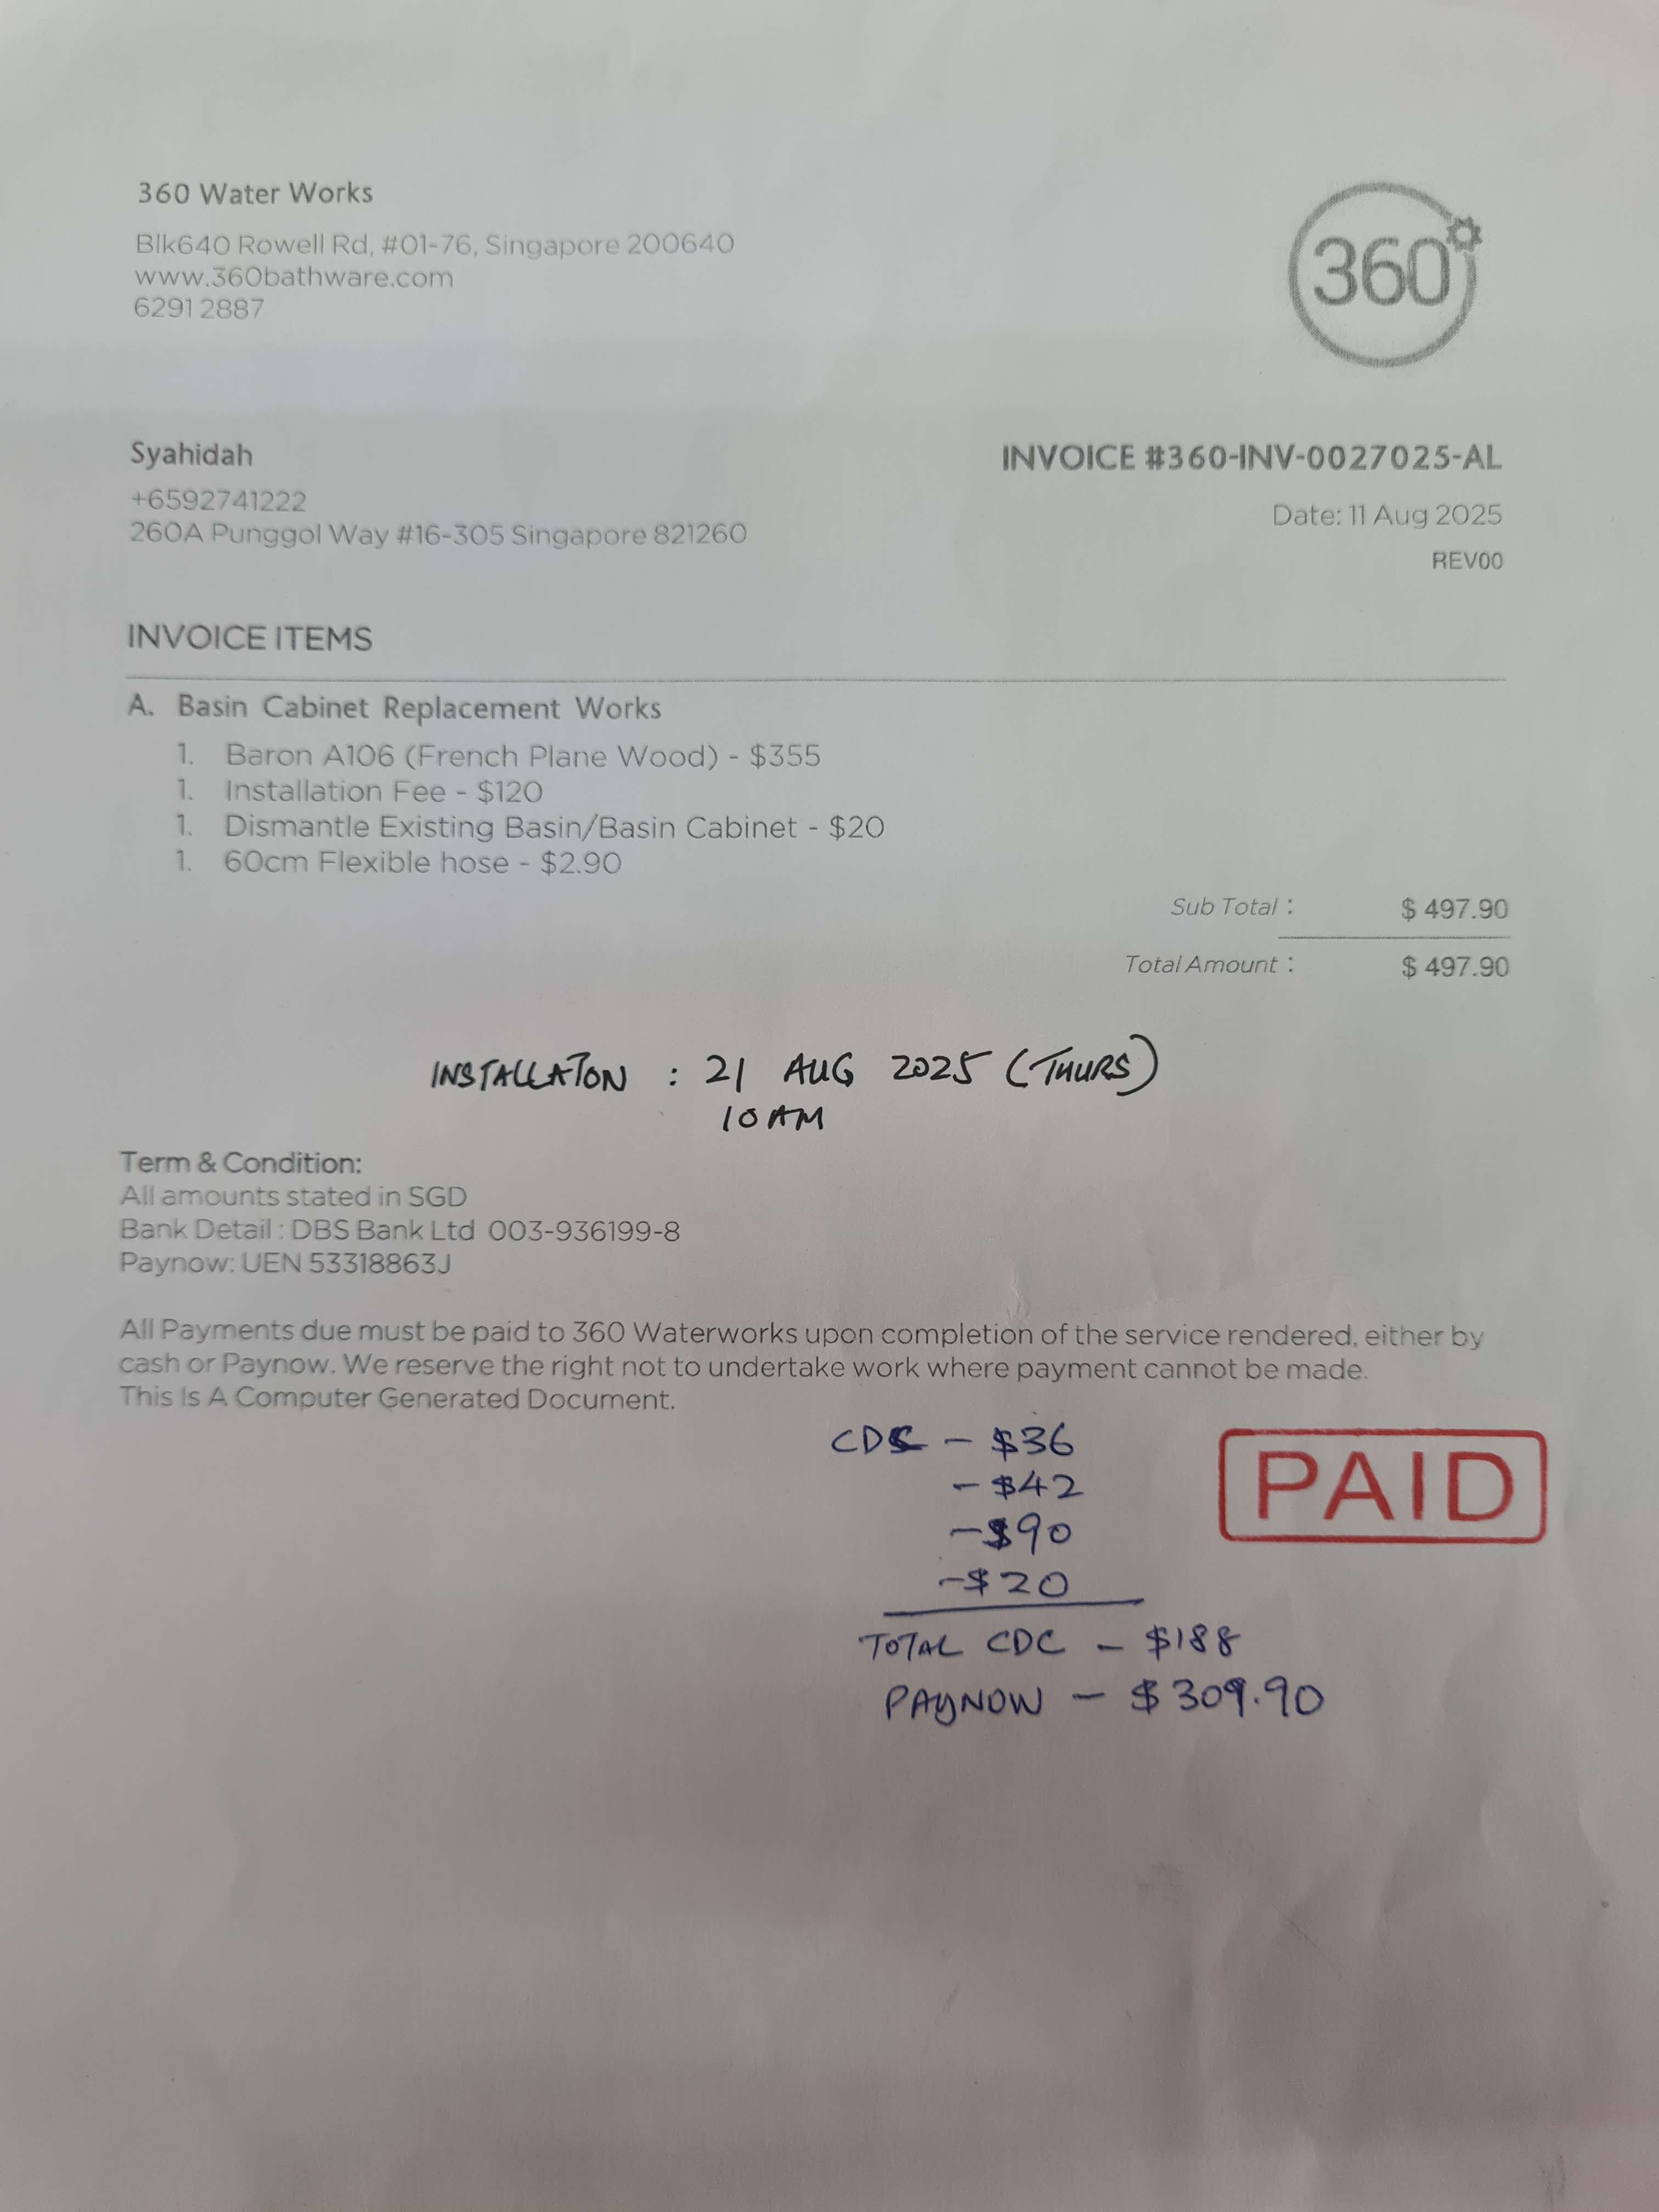 360 Water Works
Blk640 Rowell Rd, #01-76, Singapore 200640
www.360bathware.com
6291 2887
360
Syahidah
+6592741222
260A Punggol Way #16-305 Singapore 821260
INVOICE #360-INV-0027025-AL
Date: 11 Aug 2025
REV00
INVOICE ITEMS
A. Basin Cabinet Replacement Works
1. Baron A106 (French Plane Wood) - $355
1. Installation Fee - $120
1. Dismantle Existing Basin/Basin Cabinet - $20
1. 60cm Flexible hose - $2.90
Sub Total : $ 497.90
Total Amount : $ 497.90
INSTALLATON : 21 AUG 2025 (THURS)
10AM
Term & Condition:
All amounts stated in SGD
Bank Detail : DBS Bank Ltd 003-936199-8
Paynow: UEN 53318863J
All Payments due must be paid to 360 Waterworks upon completion of the service rendered, either by
cash or Paynow. We reserve the right not to undertake work where payment cannot be made.
This Is A Computer Generated Document.
CDC - $36
- $42
- $90
- $20
PAID
TOTAL CDC - $188
PAYNOW - $309.90